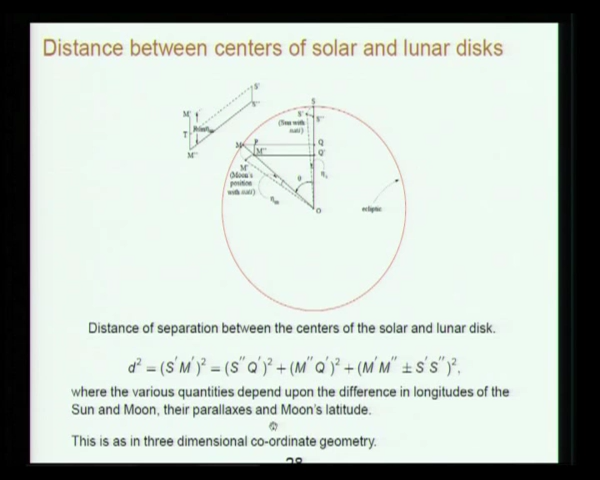 Distance between centers of solar and lunar disks
S
S'
S'
S''
S''
(Sun with
nati)
M'
T
M''
M
P
Q
M''
Q'
M'
(Moon's
position
with nati)
θ
O
ecliptic
Distance of separation between the centers of the solar and lunar disk.
d² = (S'M')² = (S''Q')² + (M''Q')² + (M'M'' ± S'S'')².
where the various quantities depend upon the difference in longitudes of the
Sun and Moon, their parallaxes and Moon's latitude.
This is as in three dimensional co-ordinate geometry.